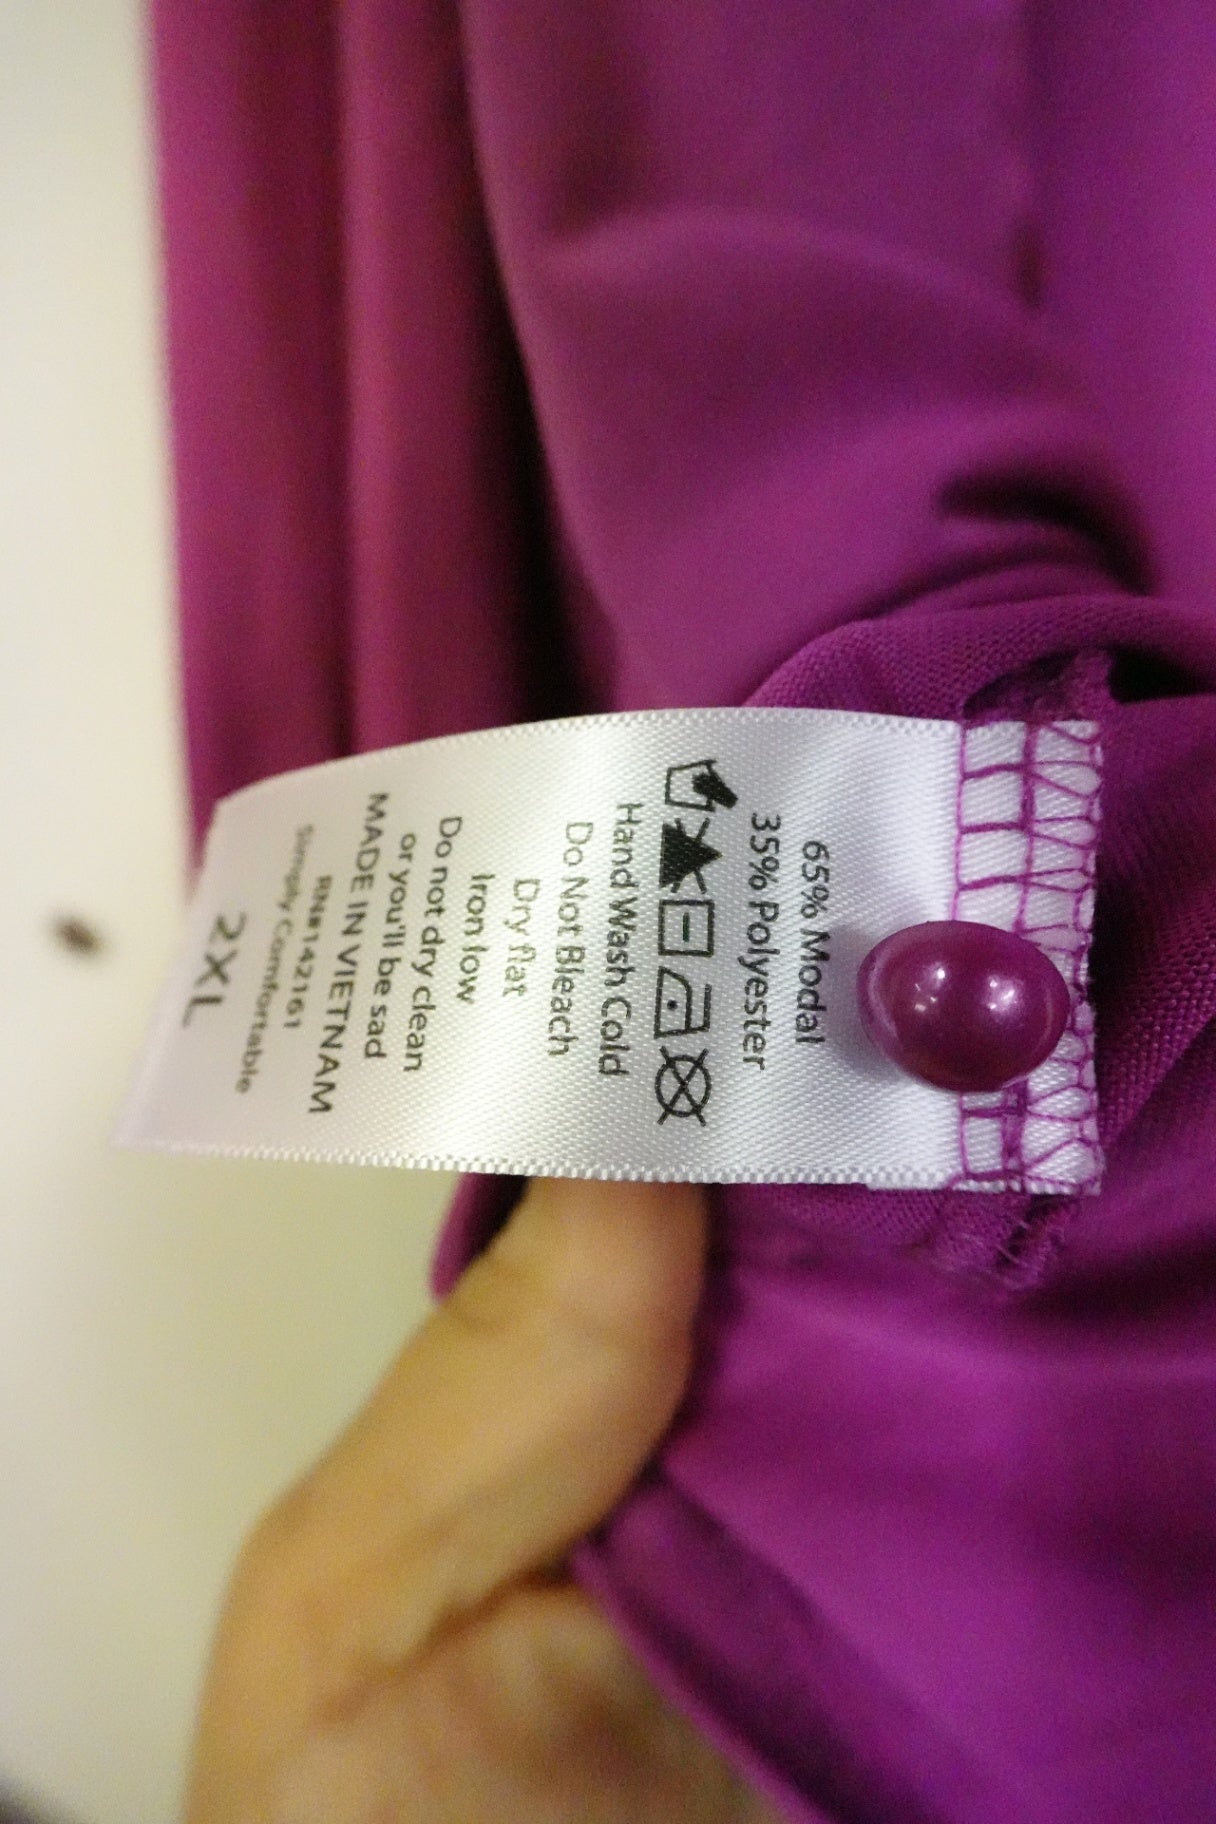 65% Modal
35% Polyester
Hand Wash Cold
Do Not Bleach
Dry flat
Iron low
Do not dry clean
or you'll be sad
MADE IN VIETNAM
RN#142161
Simply Comfortable
2XL